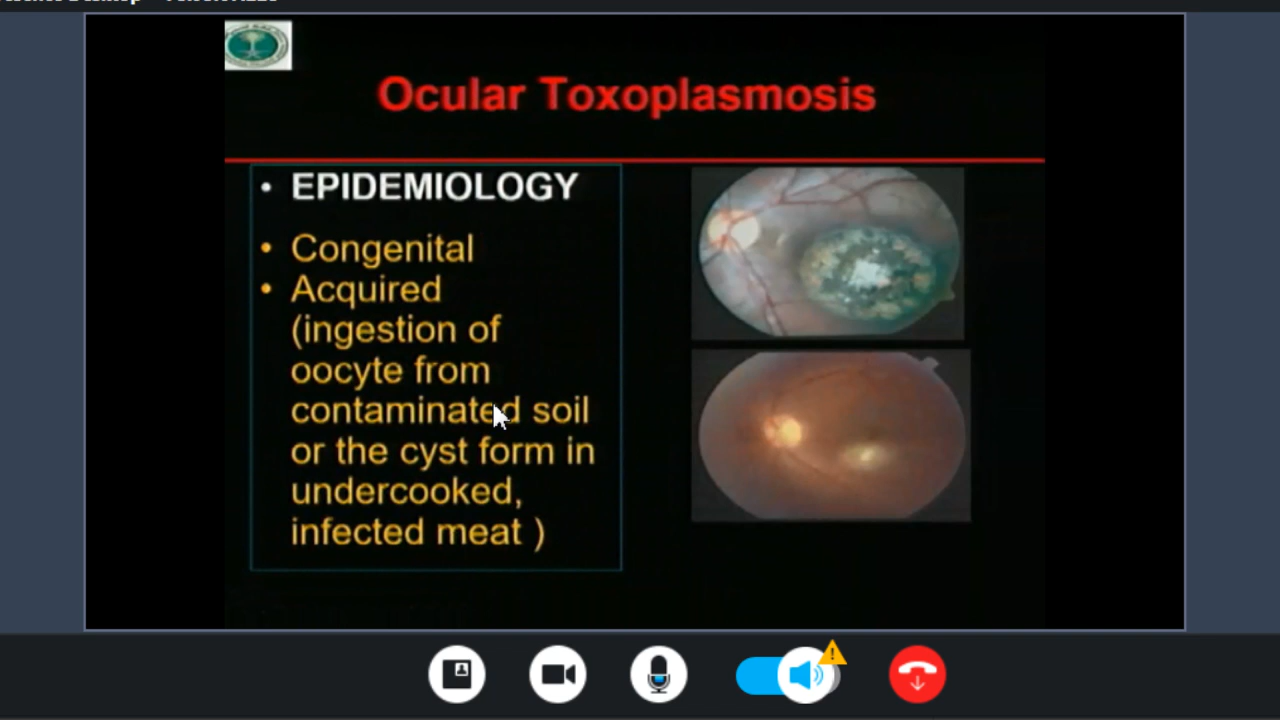 Ocular Toxoplasmosis
• EPIDEMIOLOGY
• Congenital
• Acquired
(ingestion of
oocyte from
contaminated soil
or the cyst form in
undercooked,
infected meat )